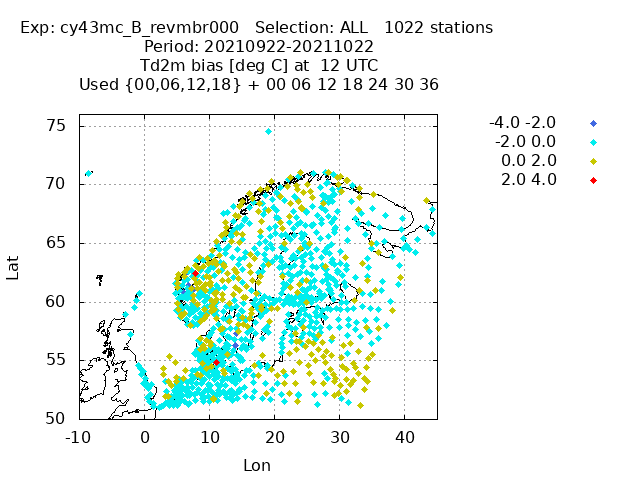 Exp: cy43mc_B_revmbr000 Selection: ALL 1022 stations
Period: 20210922-20211022
Td2m bias [deg C] at 12 UTC
Used {00,06,12,18} + 00 06 12 18 24 30 36
-4.0 -2.0
-2.0 0.0
0.0 2.0
2.0 4.0
75
70
65
60
55
50
Lat
-10 0 10 20 30 40
Lon